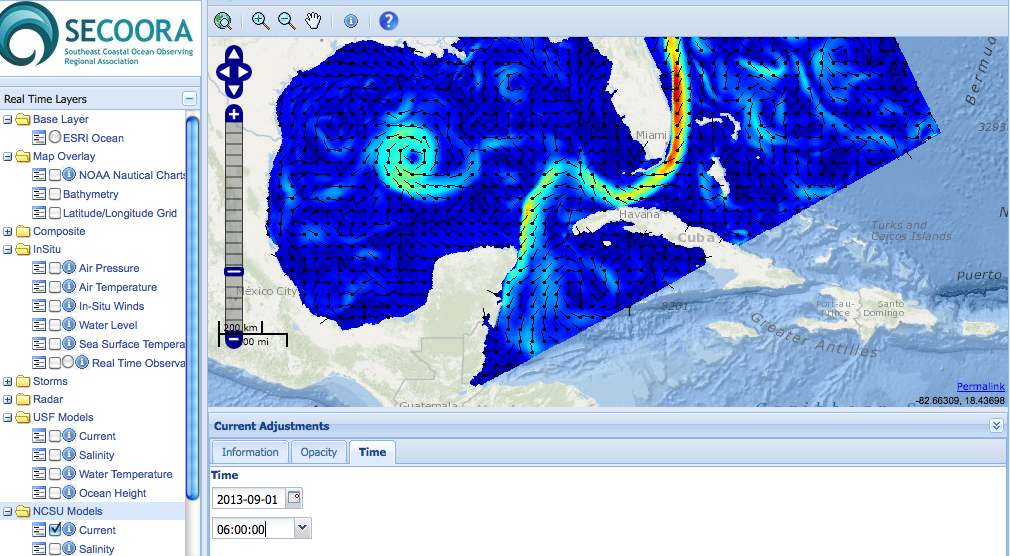 SECOORA
Southeast Coastal Ocean Observing
Regional Association
Real Time Layers
Base Layer
ESRI Ocean
Map Overlay
NOAA Nautical Charts
Bathymetry
Latitude/Longitude Grid
Composite
InSitu
Air Pressure
Air Temperature
In-Situ Winds
Water Level
Sea Surface Tempera
Real Time Observa
Storms
Radar
USF Models
Current
Salinity
Water Temperature
Ocean Height
NCSU Models
Current
Salinity
Bermud
3293
Miami
Havana
Cuba
Turks and
Caicos Islands
N
Puerto
México City
9201
Port-au-
Prince
Santo
Domingo
Greater Antilles
200 km
00 mi
Guatemala
Permalink
-82.66309, 18.43698
Current Adjustments
Information
Opacity
Time
Time
2013-09-01
06:00:00